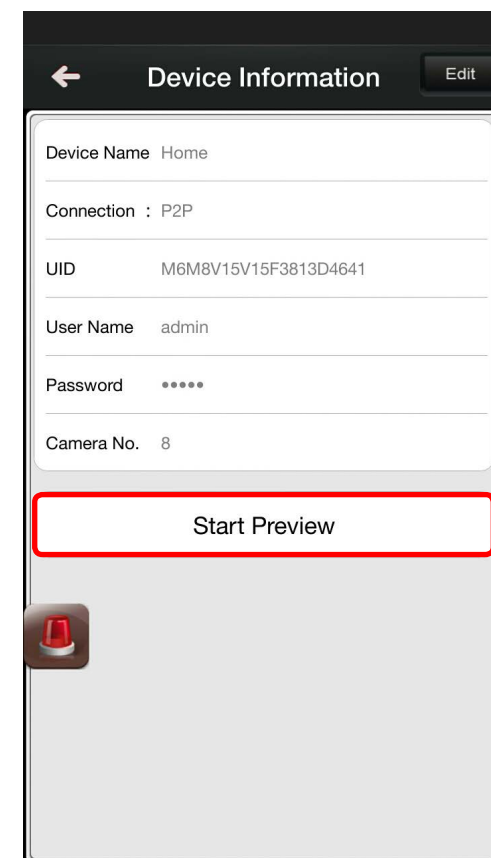 Device Information Edit
Device Name Home
Connection : P2P
UID M6M8V15V15F3813D4641
User Name admin
Password •••••
Camera No. 8
Start Preview